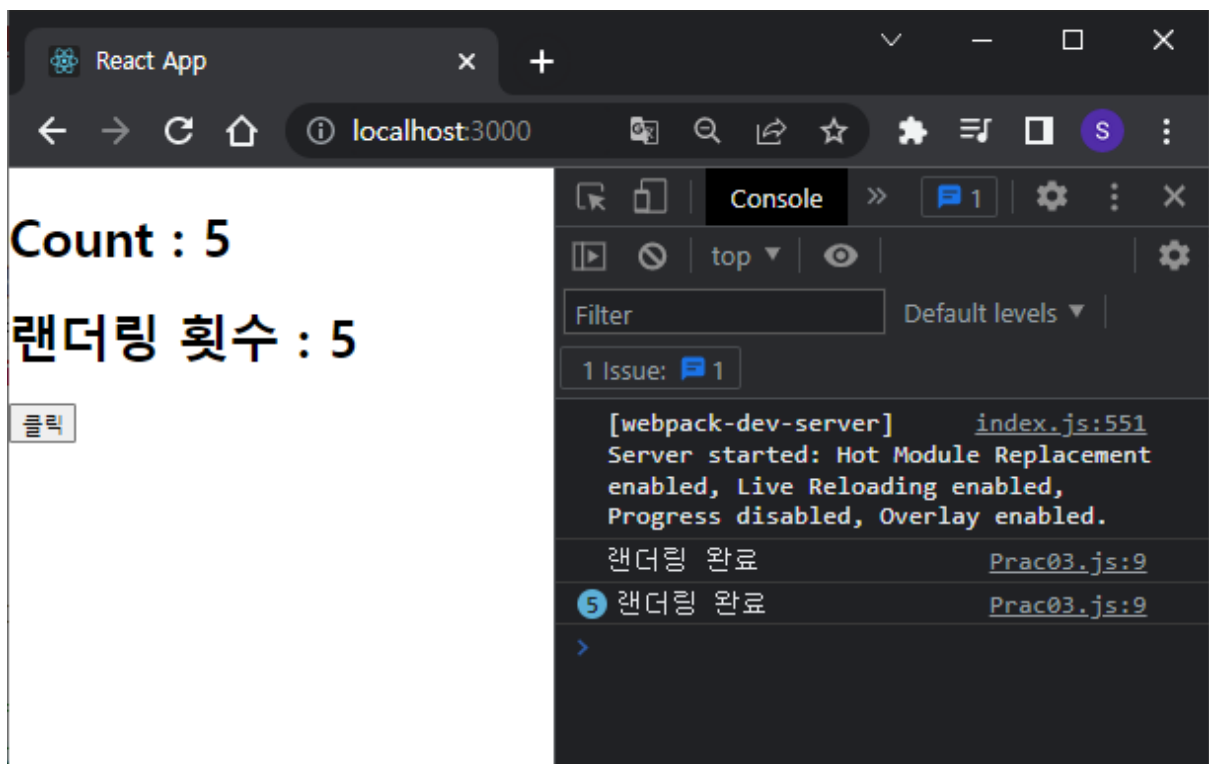 React App
localhost:3000
S
Console
1
top
Filter
Default levels
1 Issue: 1
Count : 5
랜더링 횟수 : 5
클릭
[webpack-dev-server] index.js:551
Server started: Hot Module Replacement
enabled, Live Reloading enabled,
Progress disabled, Overlay enabled.
랜더링 완료 Prac03.js:9
5 랜더링 완료 Prac03.js:9